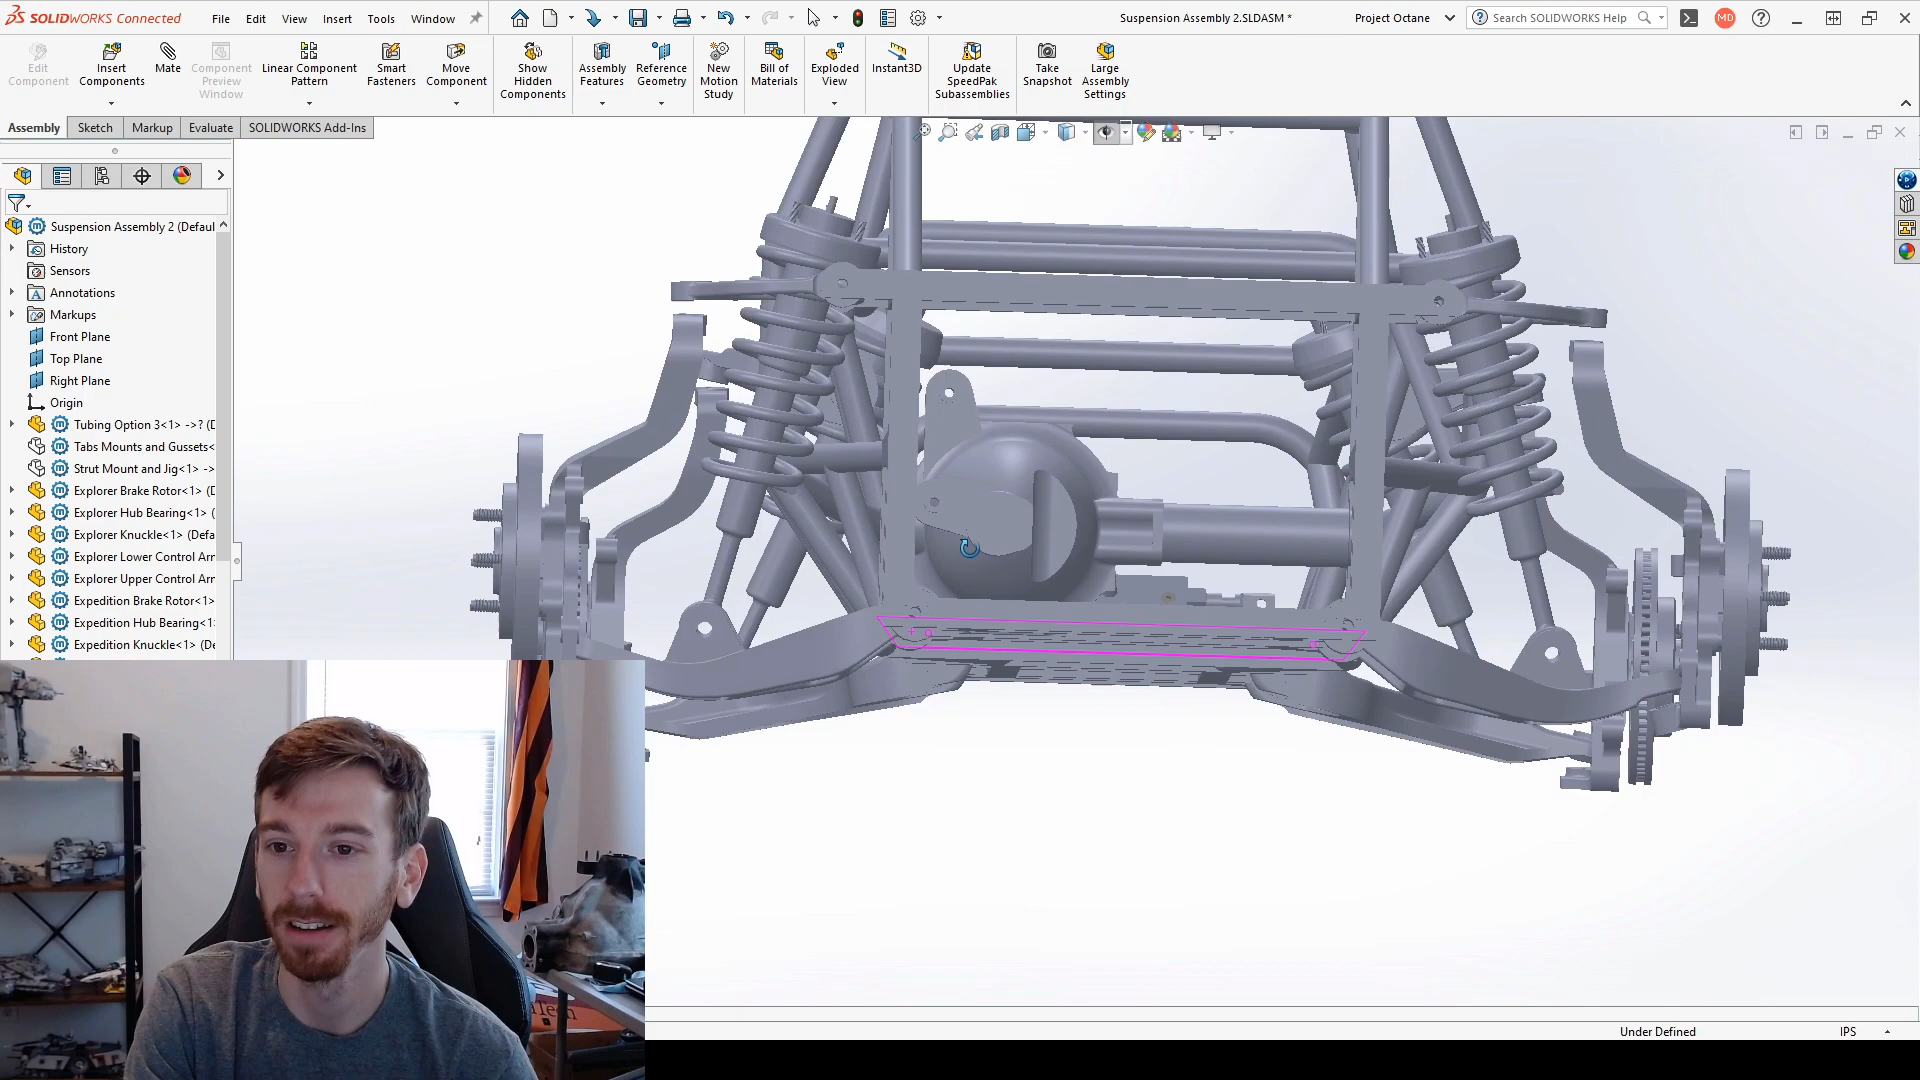 SOLIDWORKS Connected
File Edit View Insert Tools Window
Suspension Assembly 2.SLDASM *
Project Octane
Search SOLIDWORKS Help
MD
Edit Component
Insert Components
Mate
Component Preview Window
Linear Component Pattern
Smart Fasteners
Move Component
Show Hidden Components
Assembly Features
Reference Geometry
New Motion Study
Bill of Materials
Exploded View
Instant3D
Update SpeedPak Subassemblies
Take Snapshot
Large Assembly Settings
Assembly Sketch Markup Evaluate SOLIDWORKS Add-Ins
Suspension Assembly 2 (Defaul
History
Sensors
Annotations
Markups
Front Plane
Top Plane
Right Plane
Origin
Tubing Option 3<1> ->? (D
Tabs Mounts and Gussets<
Strut Mount and Jig<1> ->
Explorer Brake Rotor<1> (D
Explorer Hub Bearing<1> (
Explorer Knuckle<1> (Defa
Explorer Lower Control Arn
Explorer Upper Control Arn
Expedition Brake Rotor<1>
Expedition Hub Bearing<1:
Expedition Knuckle<1> (De
Under Defined
IPS